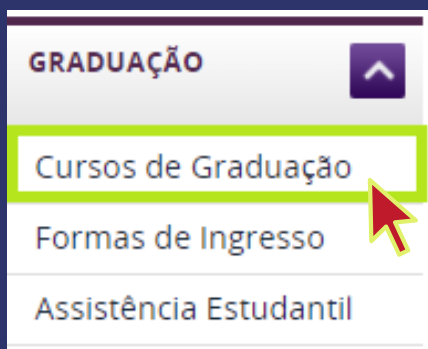 GRADUAÇÃO
Cursos de Graduação
Formas de Ingresso
Assistência Estudantil